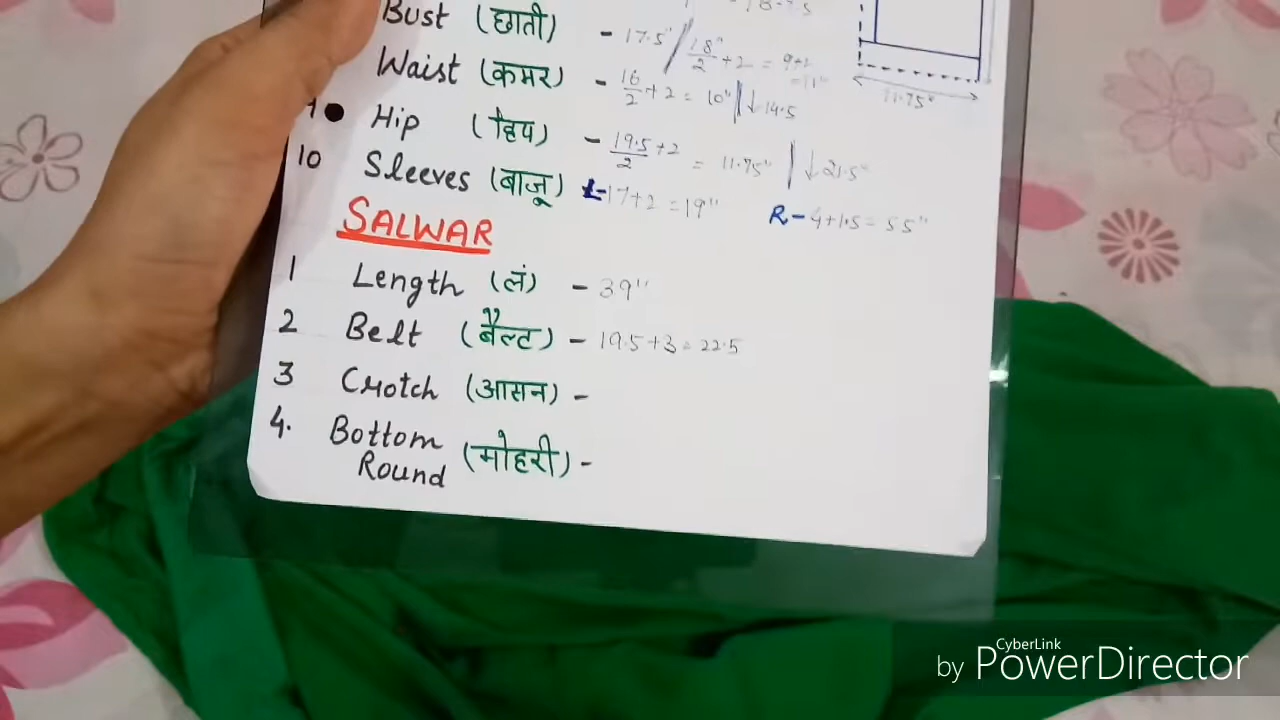 Bust (छाती) - 17.5" / 18"/2 + 2 = 9+2 = 11"
Waist (कमर) - 16/2 + 2 = 10" || ↓ 14.5
11.75"
Hip (हिप) - 19.5/2 + 2 = 11.75" | ↓ 21.5"
10 Sleeves (बाजू) L-17+2 = 19" R - 4+1.5 = 5.5"
SALWAR
1 Length (लं) - 39"
2 Belt (बैल्ट) - 19.5+3 = 22.5
3 Crotch (आसन) -
4. Bottom Round (मोहरी) -
CyberLink
by PowerDirector